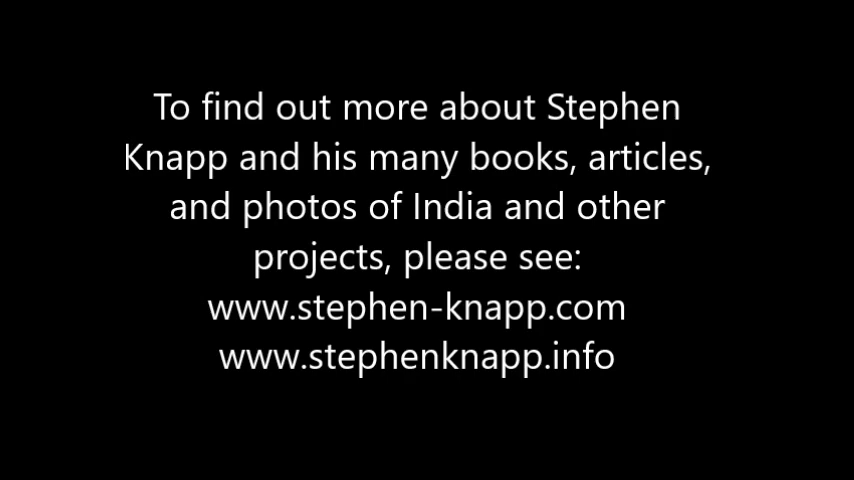 To find out more about Stephen
Knapp and his many books, articles,
and photos of India and other
projects, please see:
www.stephen-knapp.com
www.stephenknapp.info